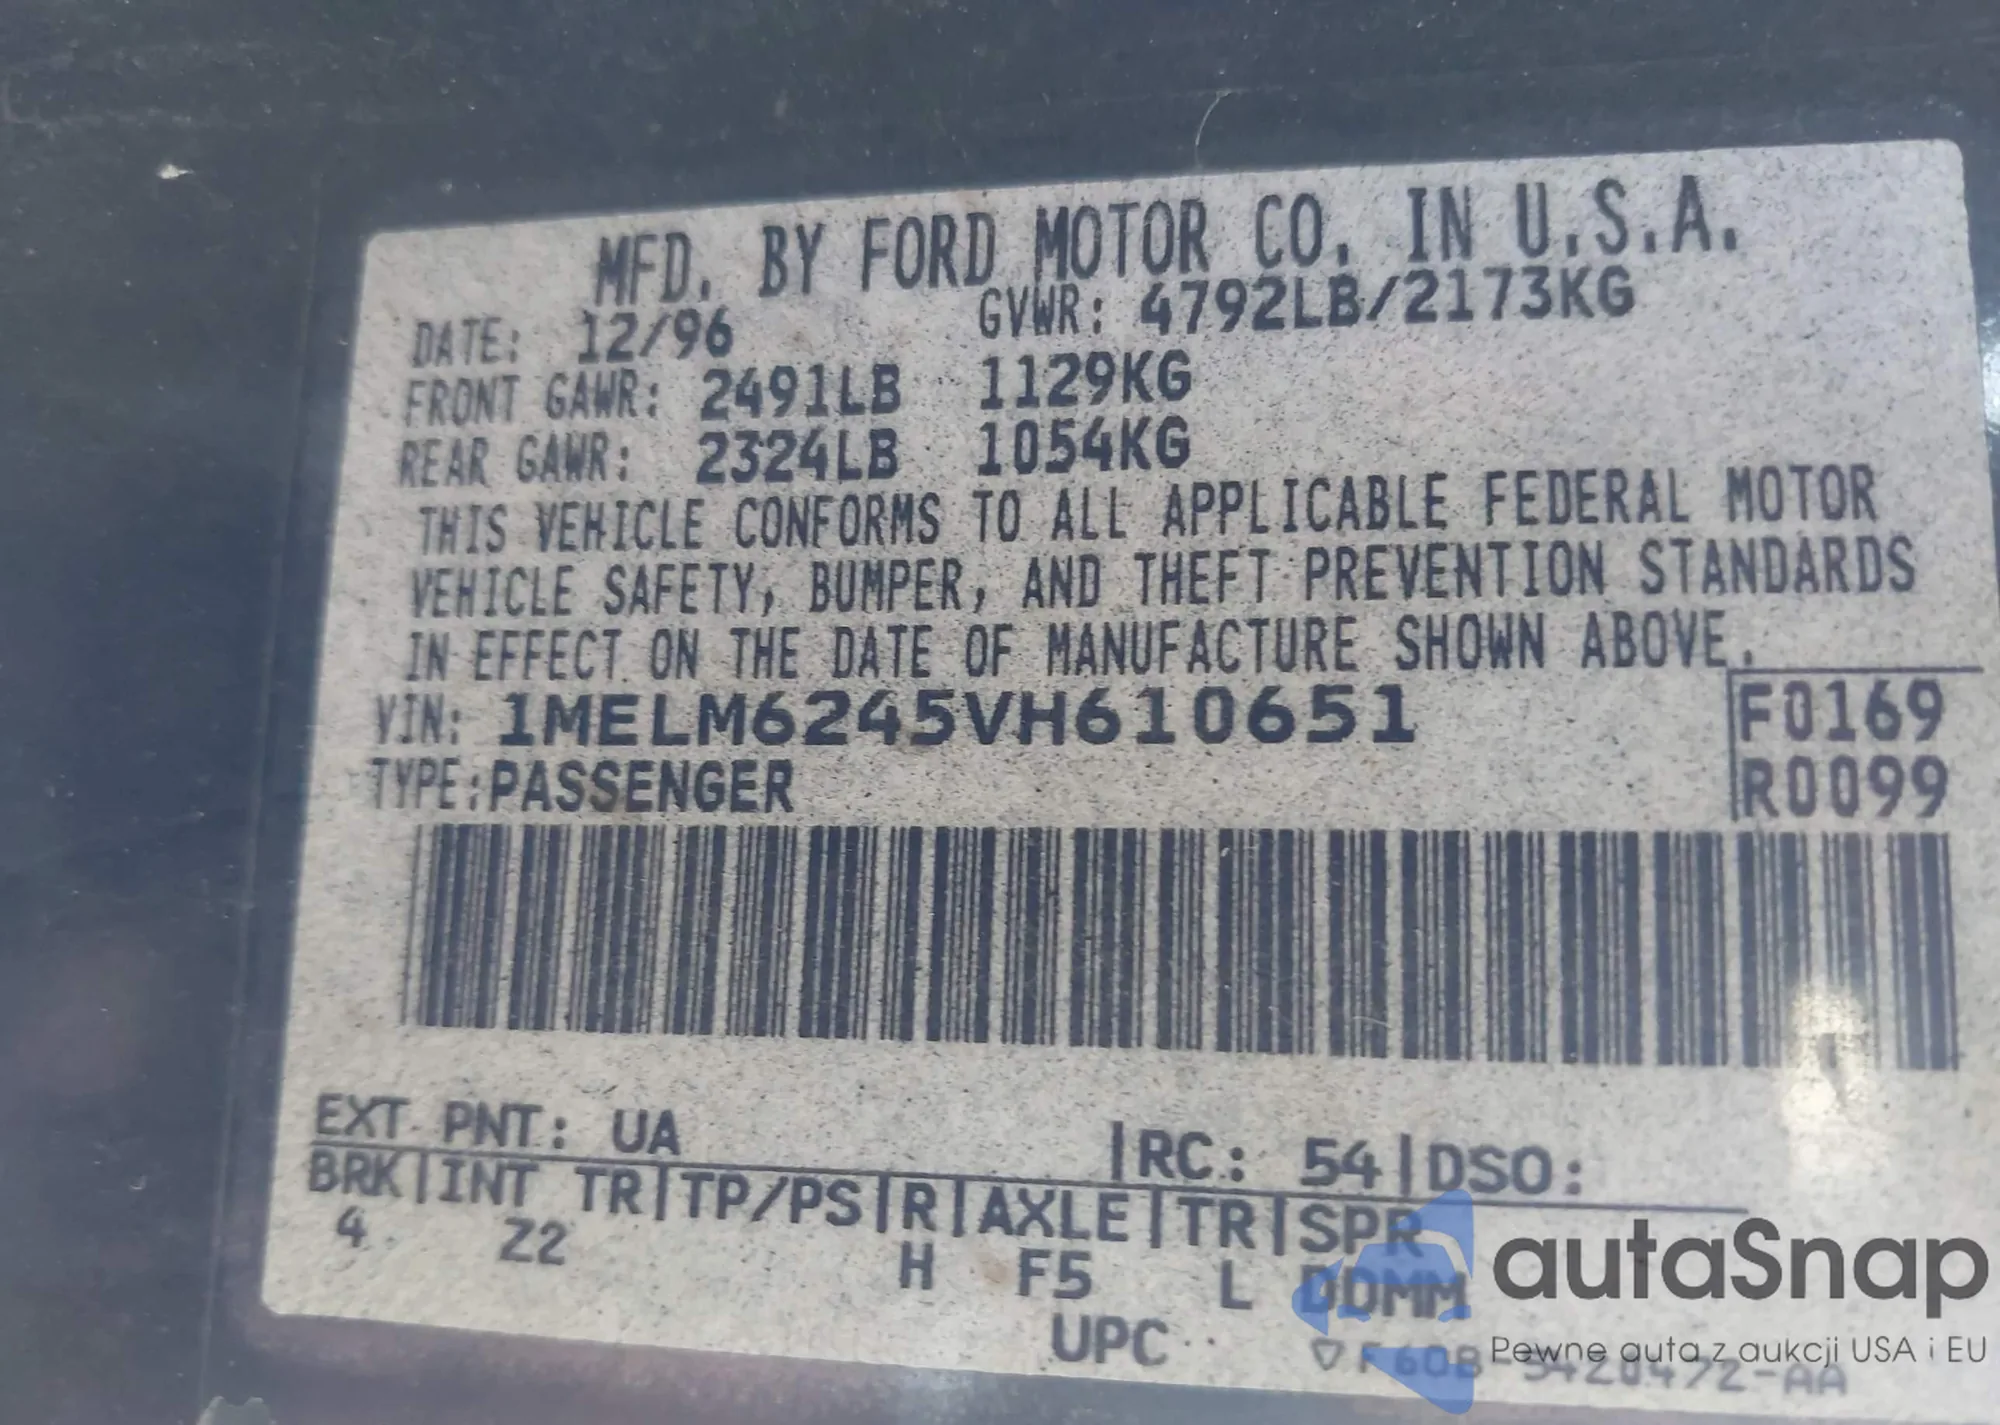 MFD. BY FORD MOTOR CO. IN U.S.A.
DATE: 12/96 GVWR: 4792LB/2173KG
FRONT GAWR: 2491LB 1129KG
REAR GAWR: 2324LB 1054KG
THIS VEHICLE CONFORMS TO ALL APPLICABLE FEDERAL MOTOR
VEHICLE SAFETY, BUMPER, AND THEFT PREVENTION STANDARDS
IN EFFECT ON THE DATE OF MANUFACTURE SHOWN ABOVE.
VIN: 1MELM6245VH610651
F0169
TYPE: PASSENGER
R0099
EXT PNT: UA |RC: 54|DSO:
BRK|INT TR|TP/PS|R|AXLE|TR|SPR
4 Z2 H F5 L DDMM
UPC
autaSnap
Pewne auta z aukcji USA i EU